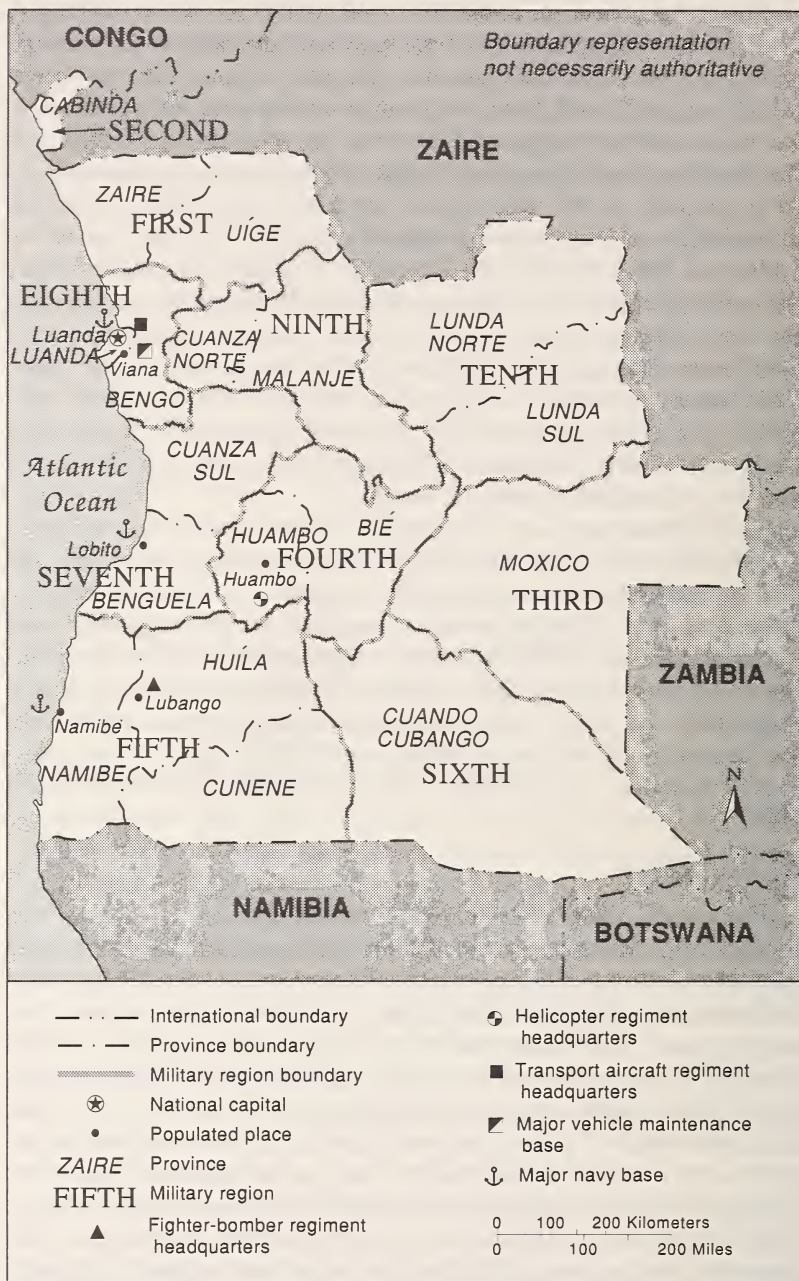 CONGO
Boundary representation
not necessarily authoritative
CABINDA
SECOND
ZAIRE
ZAIRE
FIRST
UÍGE
EIGHTH
NINTH
Luanda
LUANDA
Viana
CUANZA
NORTE
MALANJE
LUNDA
NORTE
TENTH
LUNDA
SUL
BENGO
CUANZA
SUL
Atlantic
Ocean
Lobito
SEVENTH
BENGUELA
HUAMBO
BIÉ
FOURTH
Huambo
MOXICO
THIRD
HUÍLA
ZAMBIA
Lubango
Namibe
FIFTH
NAMIBE
CUNENE
CUANDO
CUBANGO
SIXTH
N
NAMIBIA
BOTSWANA
International boundary
Province boundary
Military region boundary
National capital
Populated place
ZAIRE Province
FIFTH Military region
Fighter-bomber regiment
headquarters
Helicopter regiment
headquarters
Transport aircraft regiment
headquarters
Major vehicle maintenance
base
Major navy base
0 100 200 Kilometers
0 100 200 Miles